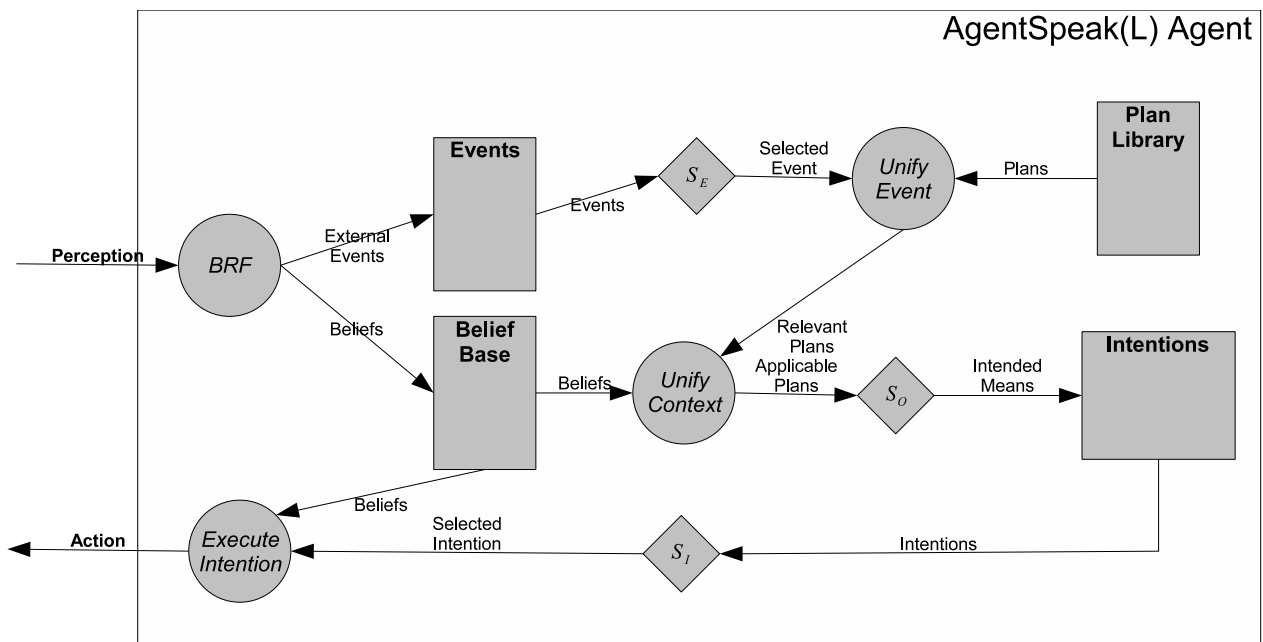 AgentSpeak(L) Agent
Plan
Library
Events
Selected
Event
Unify
Event
Plans
S_E
Events
External
Events
Perception
BRF
Beliefs
Belief
Base
Relevant
Plans
Applicable
Plans
Intended
Means
Intentions
Beliefs
Unify
Context
S_O
Beliefs
Selected
Intention
Action
Execute
Intention
S_I
Intentions